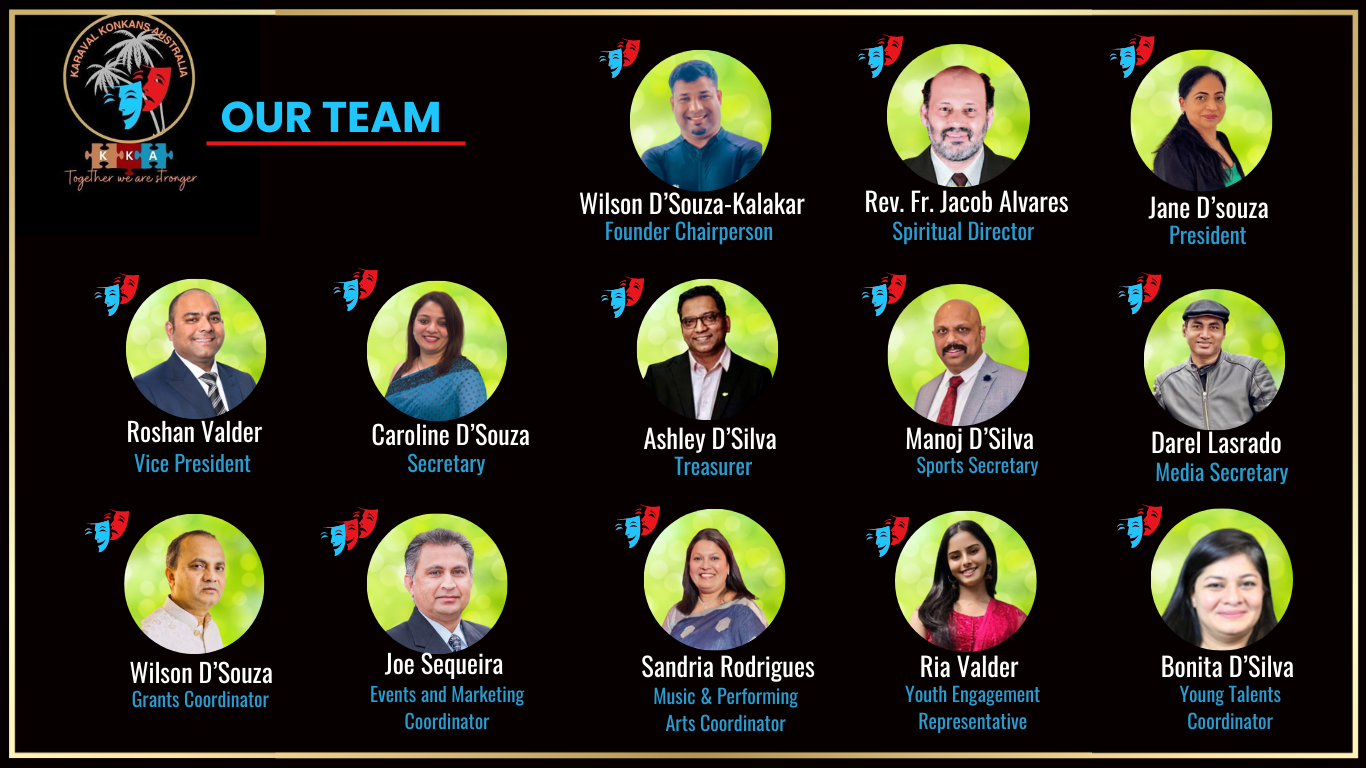 KARAVAL KONKANS AUSTRALIA
K K A
Together we are stronger
OUR TEAM
Wilson D’Souza-Kalakar
Founder Chairperson
Rev. Fr. Jacob Alvares
Spiritual Director
Jane D’souza
President
Roshan Valder
Vice President
Caroline D’Souza
Secretary
Ashley D’Silva
Treasurer
Manoj D’Silva
Sports Secretary
Darel Lasrado
Media Secretary
Wilson D’Souza
Grants Coordinator
Joe Sequeira
Events and Marketing
Coordinator
Sandria Rodrigues
Music & Performing
Arts Coordinator
Ria Valder
Youth Engagement
Representative
Bonita D’Silva
Young Talents
Coordinator